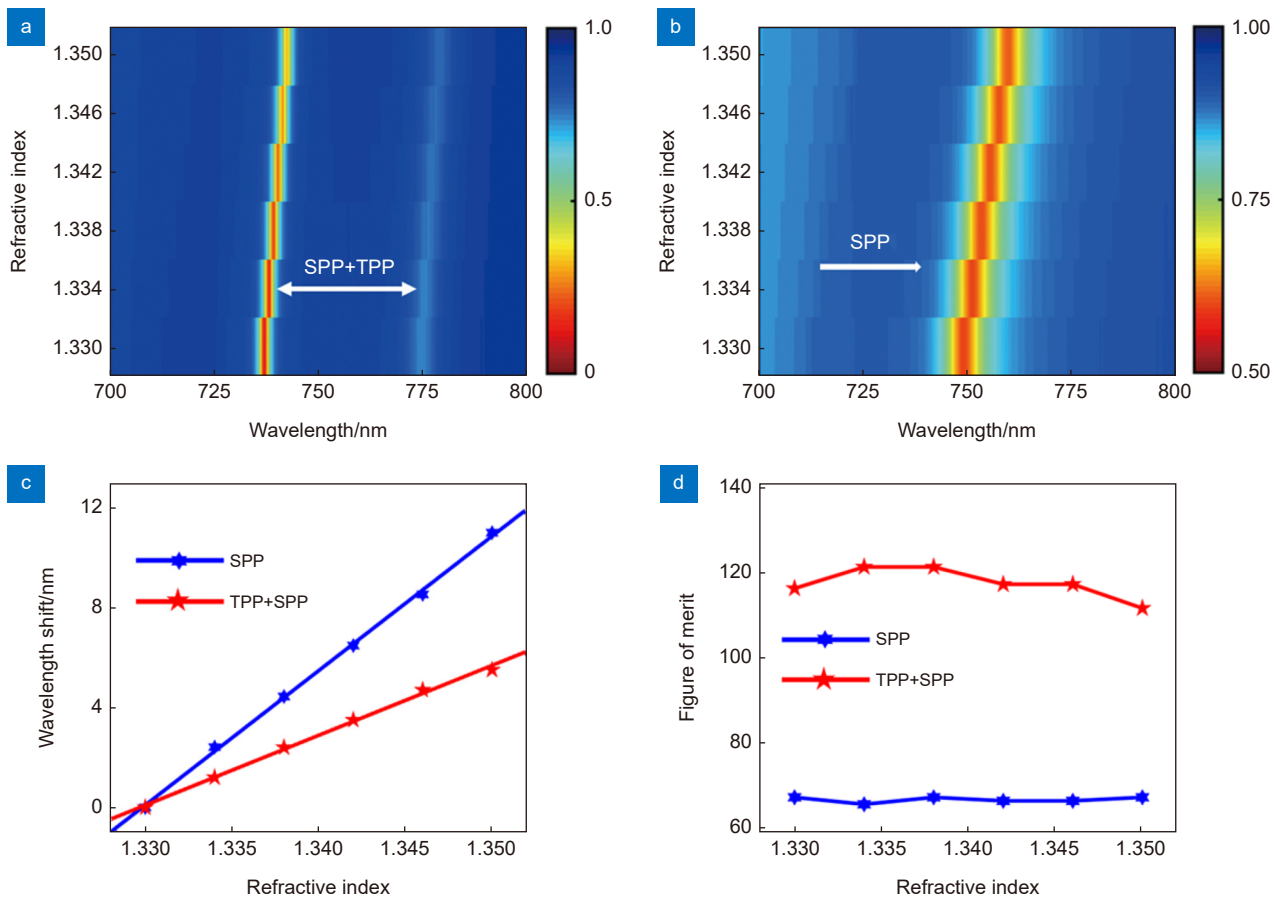 a
1.350
1.346
1.342
1.338
1.334
1.330
Refractive index
SPP+TPP
700
725
750
775
800
Wavelength/nm
1.0
0.5
0
b
1.350
1.346
1.342
1.338
1.334
1.330
Refractive index
SPP
700
725
750
775
800
Wavelength/nm
1.00
0.75
0.50
c
12
8
4
0
Wavelength shift/nm
SPP
TPP+SPP
1.330
1.335
1.340
1.345
1.350
Refractive index
d
140
120
100
80
60
Figure of merit
SPP
TPP+SPP
1.330
1.335
1.340
1.345
1.350
Refractive index